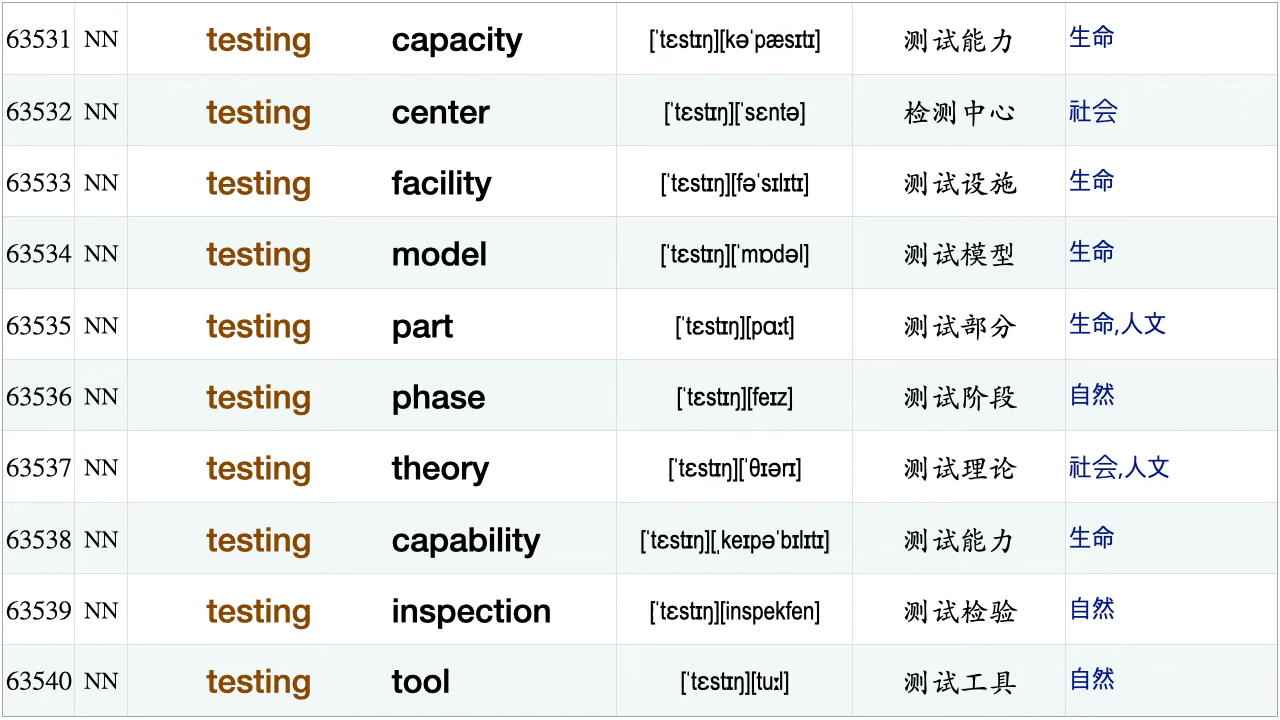 63531 NN testing capacity [ˈtɛstɪŋ][kəˈpæsɪtɪ] 测试能力 生命
63532 NN testing center [ˈtɛstɪŋ][ˈsɛntə] 检测中心 社会
63533 NN testing facility [ˈtɛstɪŋ][fəˈsɪlɪtɪ] 测试设施 生命
63534 NN testing model [ˈtɛstɪŋ][ˈmɒdəl] 测试模型 生命
63535 NN testing part [ˈtɛstɪŋ][pɑːt] 测试部分 生命,人文
63536 NN testing phase [ˈtɛstɪŋ][feɪz] 测试阶段 自然
63537 NN testing theory [ˈtɛstɪŋ][ˈθɪərɪ] 测试理论 社会,人文
63538 NN testing capability [ˈtɛstɪŋ][ˌkeɪpəˈbɪlɪtɪ] 测试能力 生命
63539 NN testing inspection [ˈtɛstɪŋ][inspekfen] 测试检验 自然
63540 NN testing tool [ˈtɛstɪŋ][tuːl] 测试工具 自然